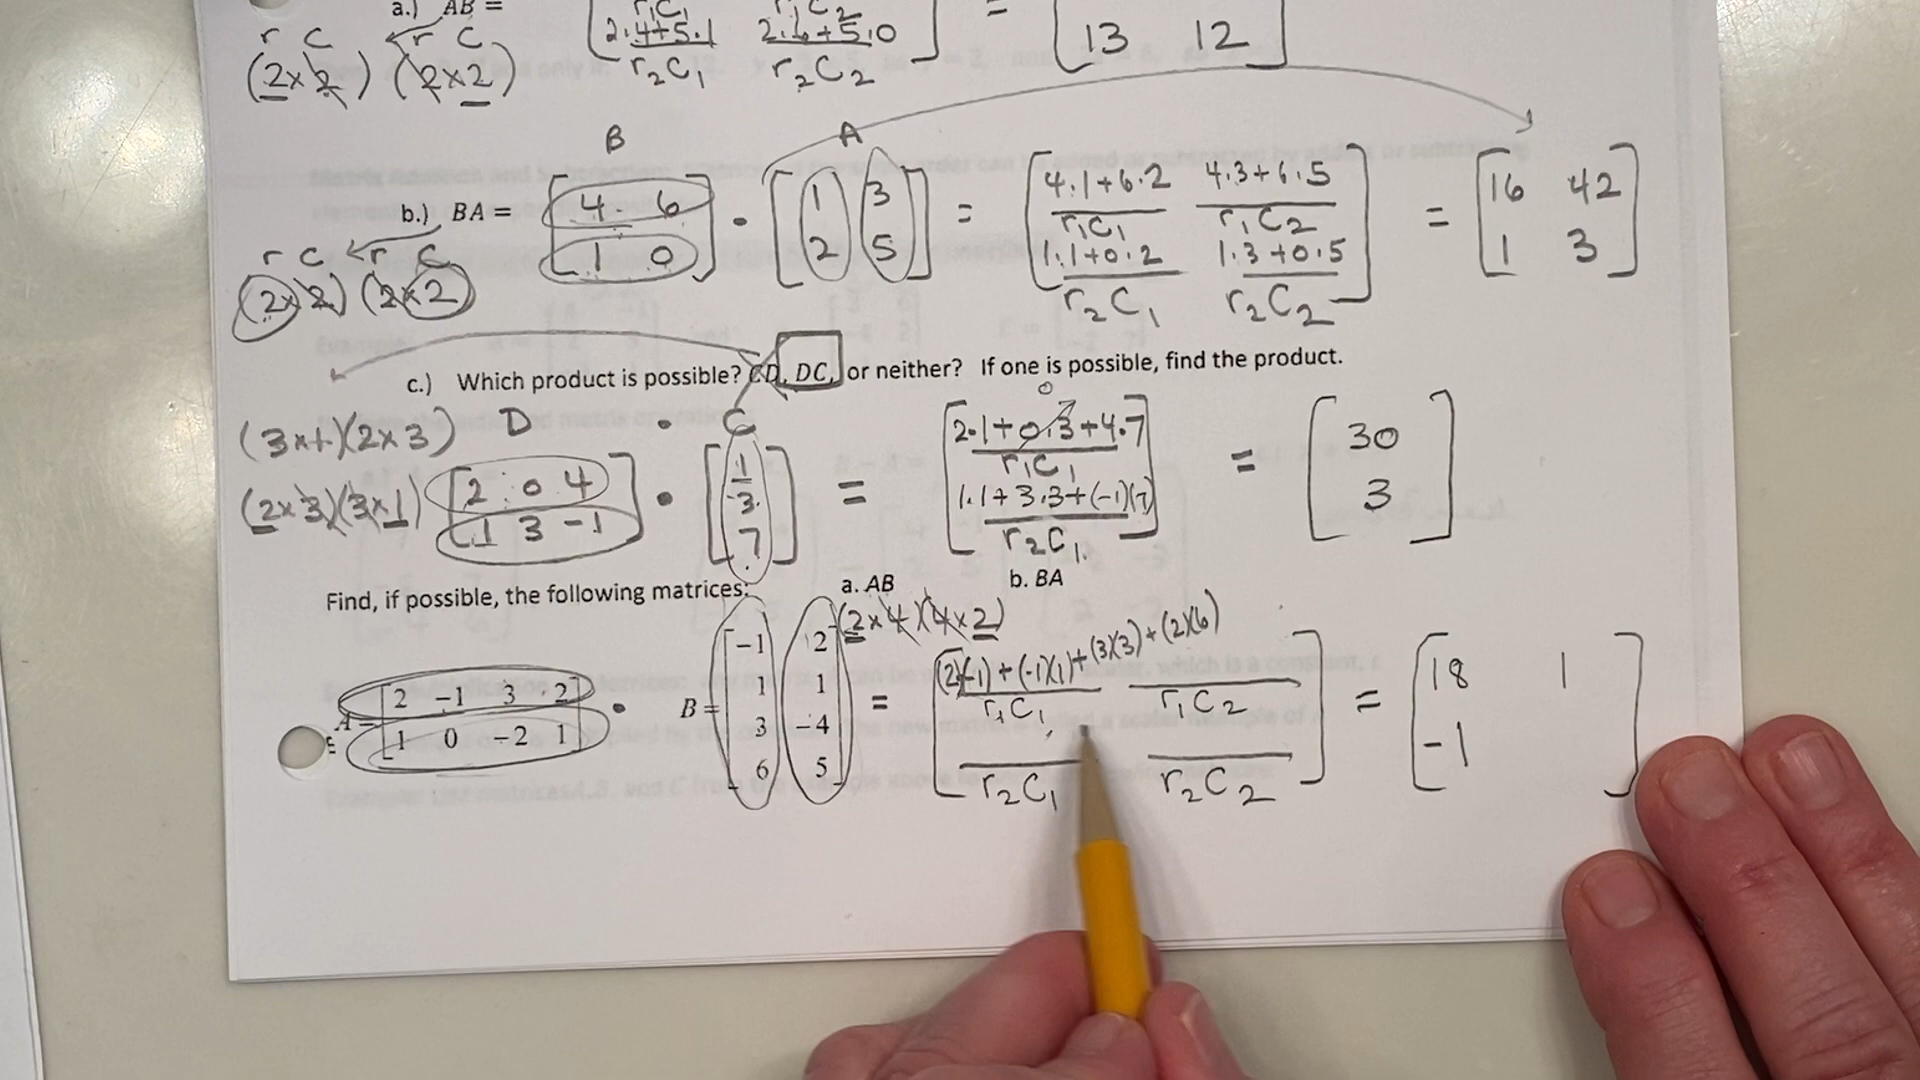 a.) AB =
r₁C₁ r₁C₂
2·4+5·1 2·6+5·0 =
r₂C₁ r₂C₂
13 12
r C r C
(2x2) (2x2)
B A
b.) BA = [4 6] · [1 3] = [4·1+6·2 4·3+6·5] = [16 42]
r₁C₁ r₁C₂
[1 0] [2 5] [1·1+0·2 1·3+0·5] [1 3]
r₂C₁ r₂C₂
r C r C
(2x2)(2x2)
c.) Which product is possible? CD, DC, or neither? If one is possible, find the product.
0
(3x1)(2x3) D · C
(2x3)(3x1) [2 0 4] · [1] = [2·1+0·3+4·7] = [30]
r₁C₁
[1 3 -1] [3] [1·1+3·3+(-1)(7)] [3]
[7] r₂C₁
Find, if possible, the following matrices: a. AB b. BA
(2x4)(4x2)
A = [2 -1 3 2] · B = [-1 2] = [(2)(-1)+(-1)(1)+(3)(3)+(2)(6)] = [18 1]
r₁C₁ r₁C₂
[1 0 -2 1] [1 1] [-1]
[3 -4]
[6 5] r₂C₁ r₂C₂